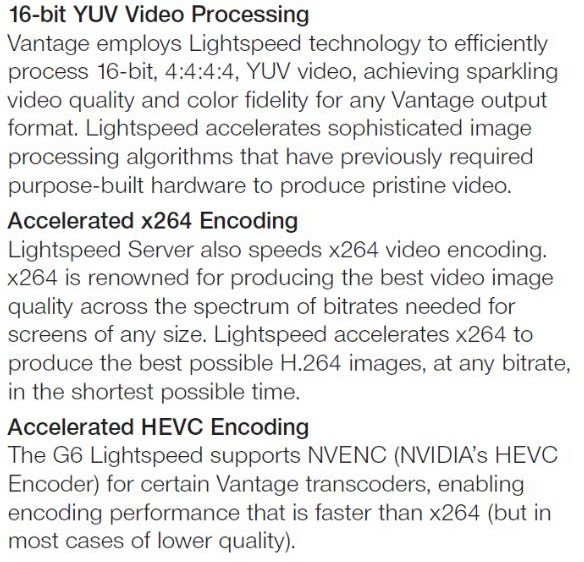 16-bit YUV Video Processing
Vantage employs Lightspeed technology to efficiently
process 16-bit, 4:4:4:4, YUV video, achieving sparkling
video quality and color fidelity for any Vantage output
format. Lightspeed accelerates sophisticated image
processing algorithms that have previously required
purpose-built hardware to produce pristine video.
Accelerated x264 Encoding
Lightspeed Server also speeds x264 video encoding.
x264 is renowned for producing the best video image
quality across the spectrum of bitrates needed for
screens of any size. Lightspeed accelerates x264 to
produce the best possible H.264 images, at any bitrate,
in the shortest possible time.
Accelerated HEVC Encoding
The G6 Lightspeed supports NVENC (NVIDIA's HEVC
Encoder) for certain Vantage transcoders, enabling
encoding performance that is faster than x264 (but in
most cases of lower quality).